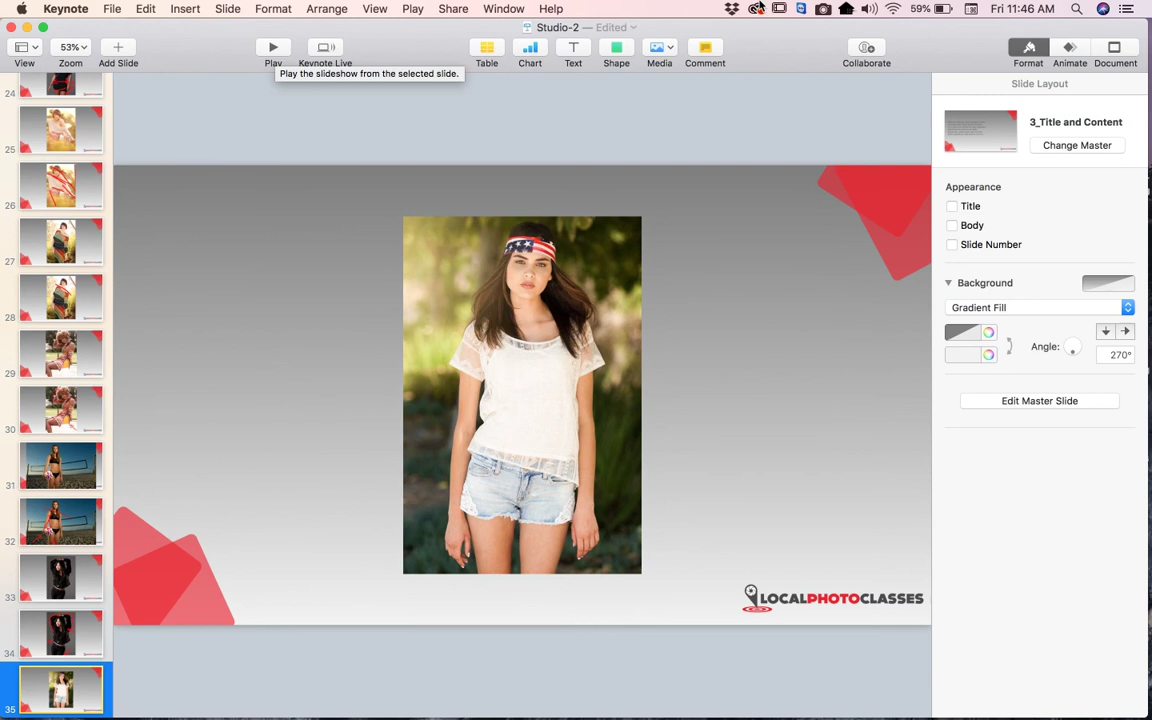 Keynote File Edit Insert Slide Format Arrange View Play Share Window Help 59% Fri 11:46 AM
Studio-2 — Edited
53%
View Zoom Add Slide Play Keynote Live Table Chart Text Shape Media Comment Collaborate Format Animate Document
Play the slideshow from the selected slide.
Slide Layout
3_Title and Content
Change Master
Appearance
Title
Body
Slide Number
Background
Gradient Fill
Angle:
270°
Edit Master Slide
24
25
26
27
28
29
30
31
32
33
34
35
LOCALPHOTOCLASSES